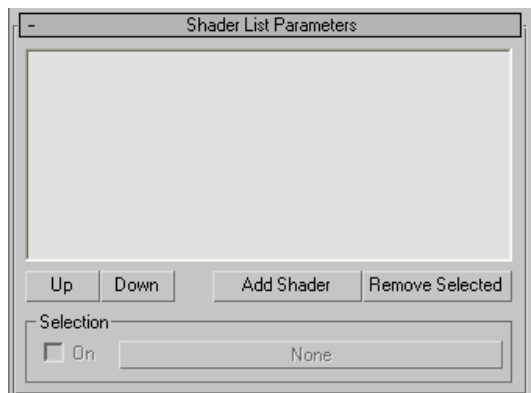 - Shader List Parameters
Up Down Add Shader Remove Selected
Selection
On None